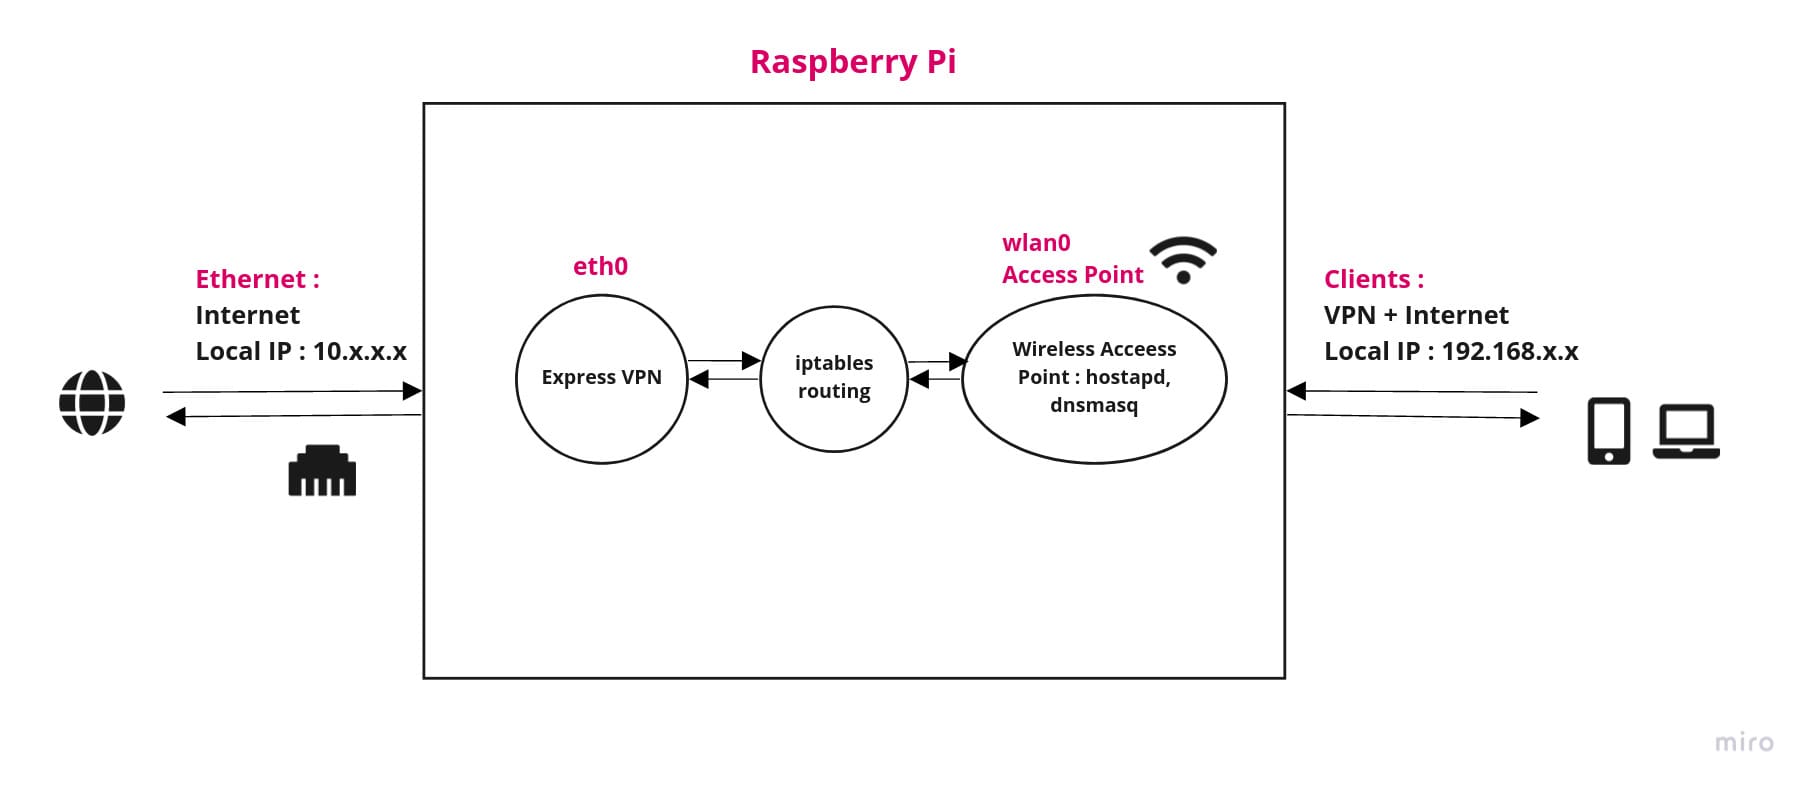 Raspberry Pi
Ethernet :
Internet
Local IP : 10.x.x.x
eth0
Express VPN
iptables
routing
wlan0
Access Point
Wireless Acceess
Point : hostapd,
dnsmasq
Clients :
VPN + Internet
Local IP : 192.168.x.x
miro